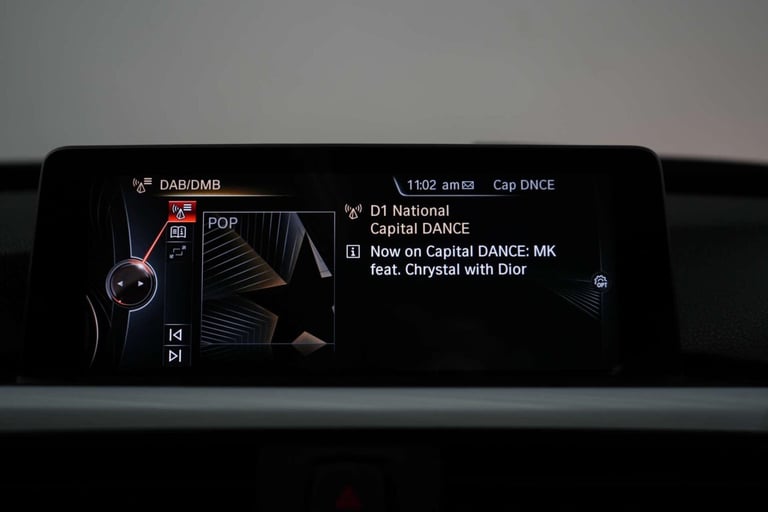 DAB/DMB
11:02 am
Cap DNCE
POP
D1 National
Capital DANCE
Now on Capital DANCE: MK
feat. Chrystal with Dior
OPT